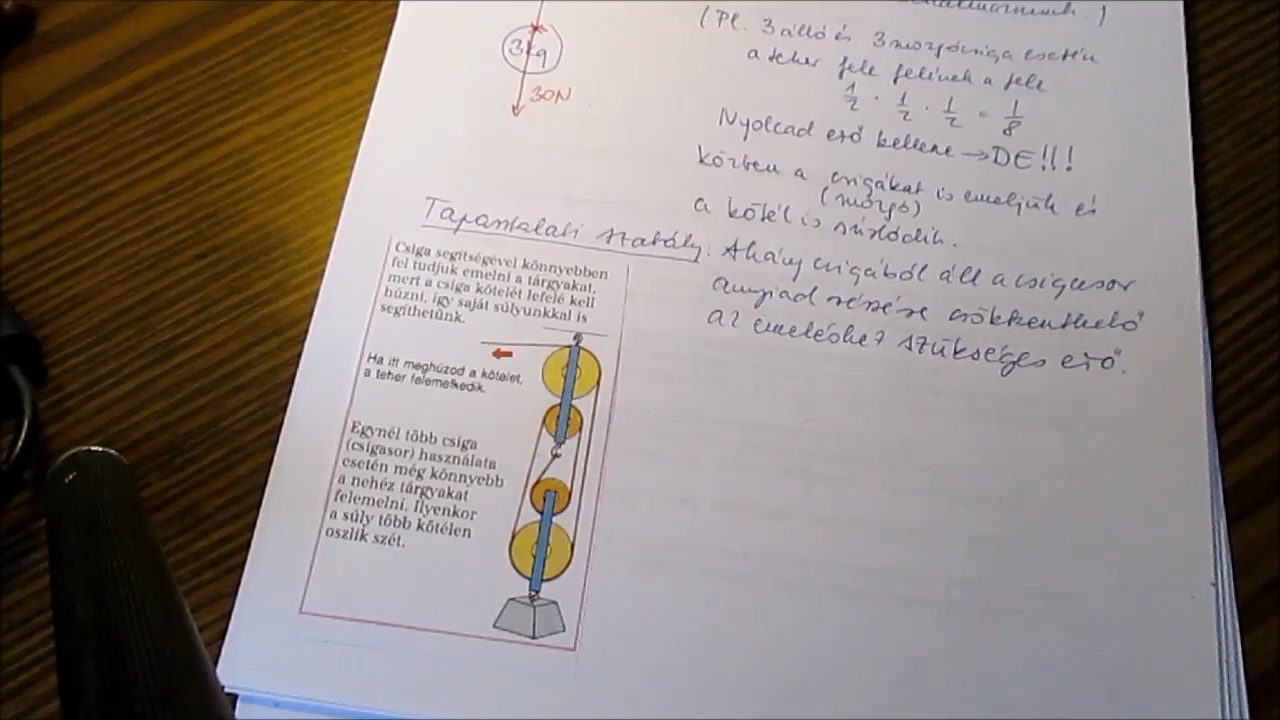 3kg
30N
(Pl. 3 álló és 3 mozgócsiga esetén
a teher fele felének a fele
1/2 · 1/2 · 1/2 = 1/8
Nyolcad erő kellene → DE!!!
közben a csigákat is emeljük és
(mozgó)
a kötél is súrlódik.
Tapasztalati szabály: Ahány csigából áll a csigasor
annyiad részére csökkenthető
az emeléshez szükséges erő.
Csiga segítségével könnyebben
fel tudjuk emelni a tárgyakat,
mert a csiga kötelét lefelé kell
húzni, így saját súlyunkkal is
segíthetünk.
Ha itt meghúzod a kötelet,
a teher felemelkedik.
Egynél több csiga
(csigasor) használata
esetén még könnyebb
a nehéz tárgyakat
felemelni. Ilyenkor
a súly több kötélen
oszlik szét.